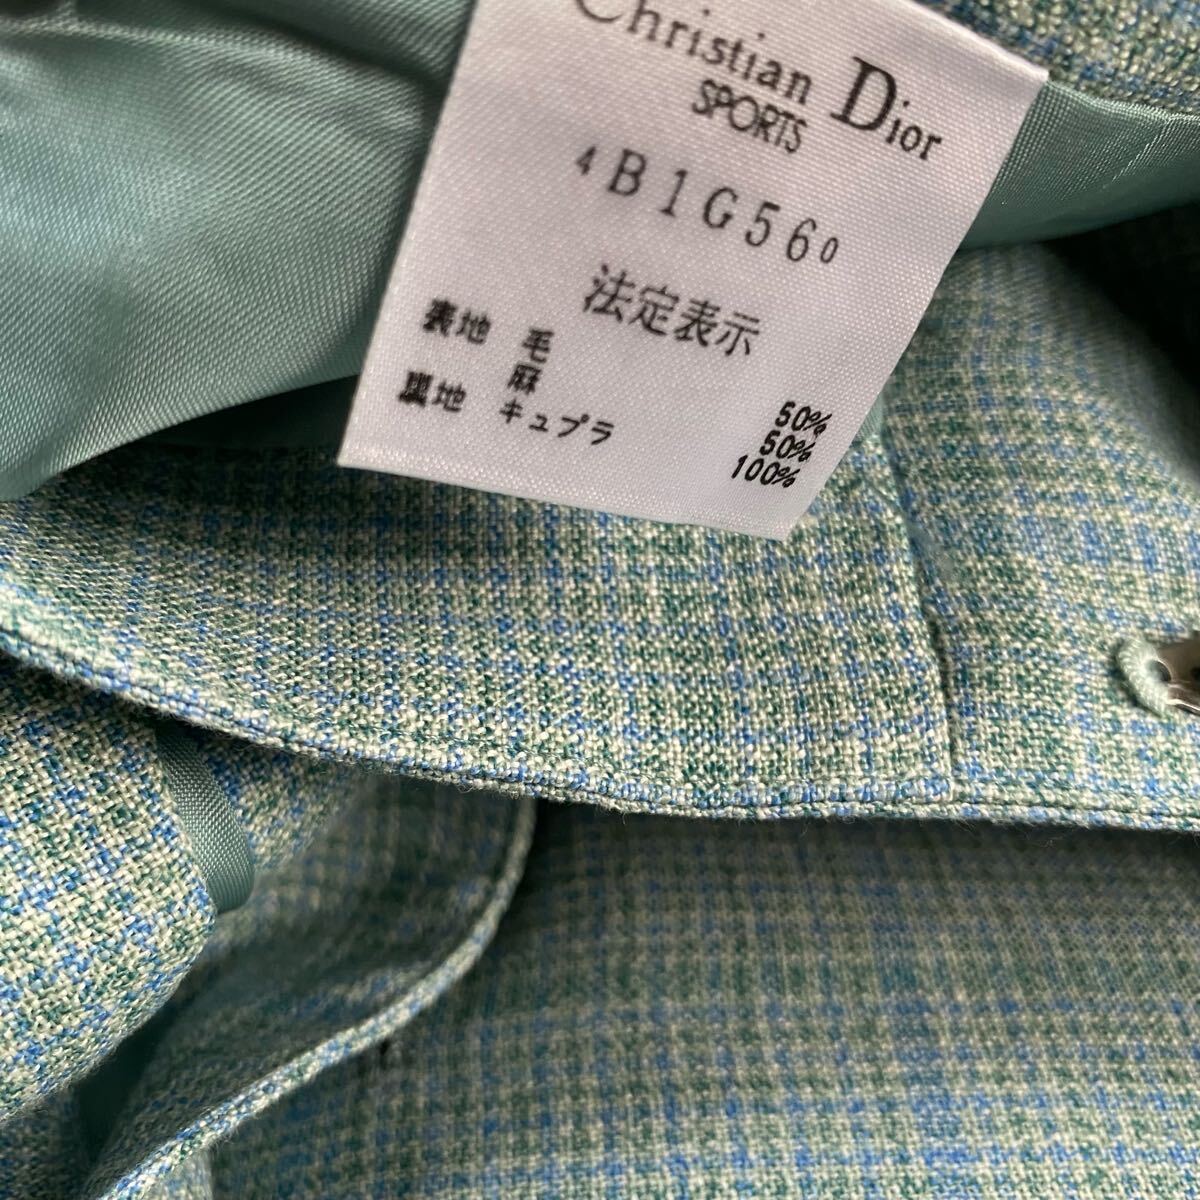 Christian Dior
SPORTS
4B1G560
法定表示
表地 毛 50%
麻 50%
裏地 キュプラ 100%